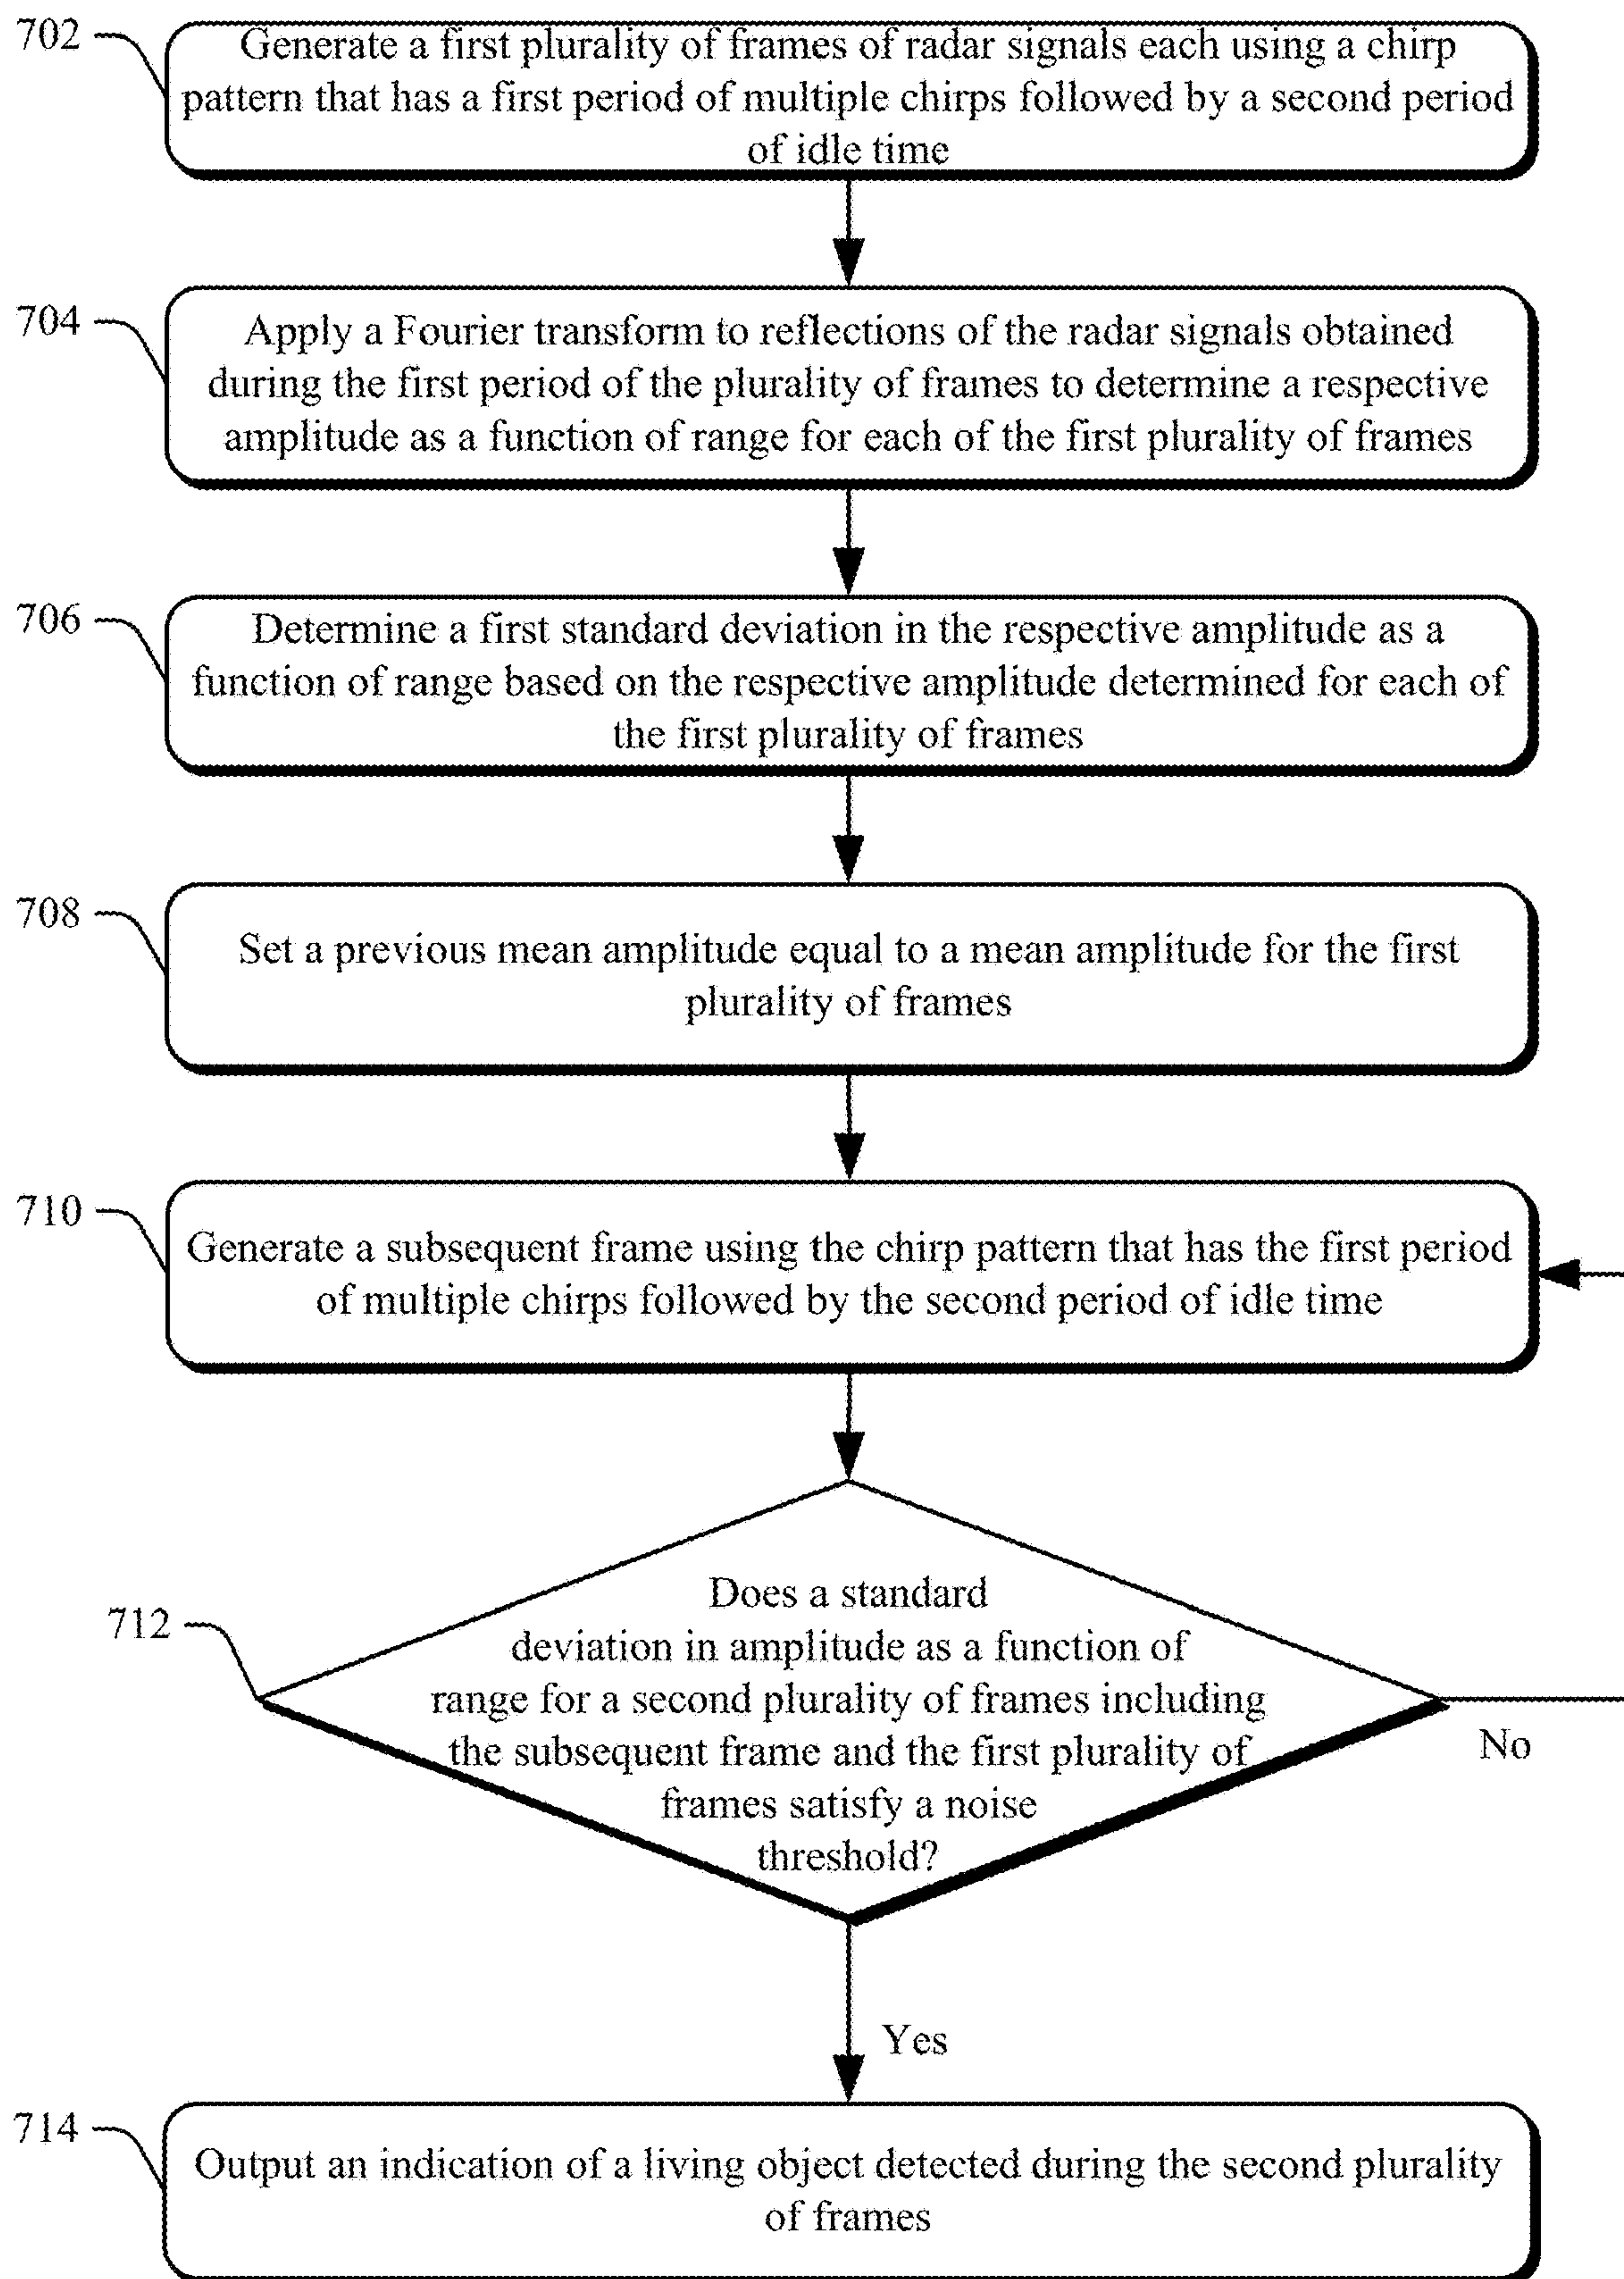 702
Generate a first plurality of frames of radar signals each using a chirp
pattern that has a first period of multiple chirps followed by a second period
of idle time
704
Apply a Fourier transform to reflections of the radar signals obtained
during the first period of the plurality of frames to determine a respective
amplitude as a function of range for each of the first plurality of frames
706
Determine a first standard deviation in the respective amplitude as a
function of range based on the respective amplitude determined for each of
the first plurality of frames
708
Set a previous mean amplitude equal to a mean amplitude for the first
plurality of frames
710
Generate a subsequent frame using the chirp pattern that has the first period
of multiple chirps followed by the second period of idle time
712
Does a standard
deviation in amplitude as a function of
range for a second plurality of frames including
the subsequent frame and the first plurality of
frames satisfy a noise
threshold?
No
Yes
714
Output an indication of a living object detected during the second plurality
of frames